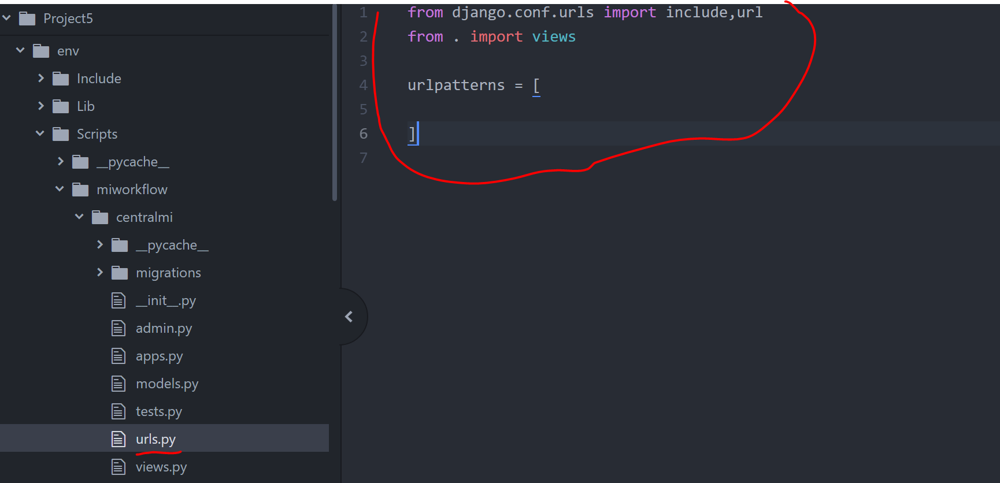 Project5
env
Include
Lib
Scripts
__pycache__
miworkflow
centralmi
__pycache__
migrations
__init__.py
admin.py
apps.py
models.py
tests.py
urls.py
views.py
1 from django.conf.urls import include,url
2 from . import views
3
4 urlpatterns = [
5
6 ]
7